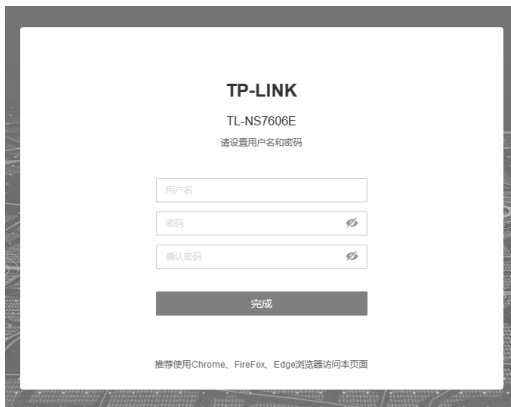 TP-LINK
TL-NS7606E
请设置用户名和密码
用户名
密码
确认密码
完成
推荐使用Chrome、FireFox、Edge浏览器访问本页面